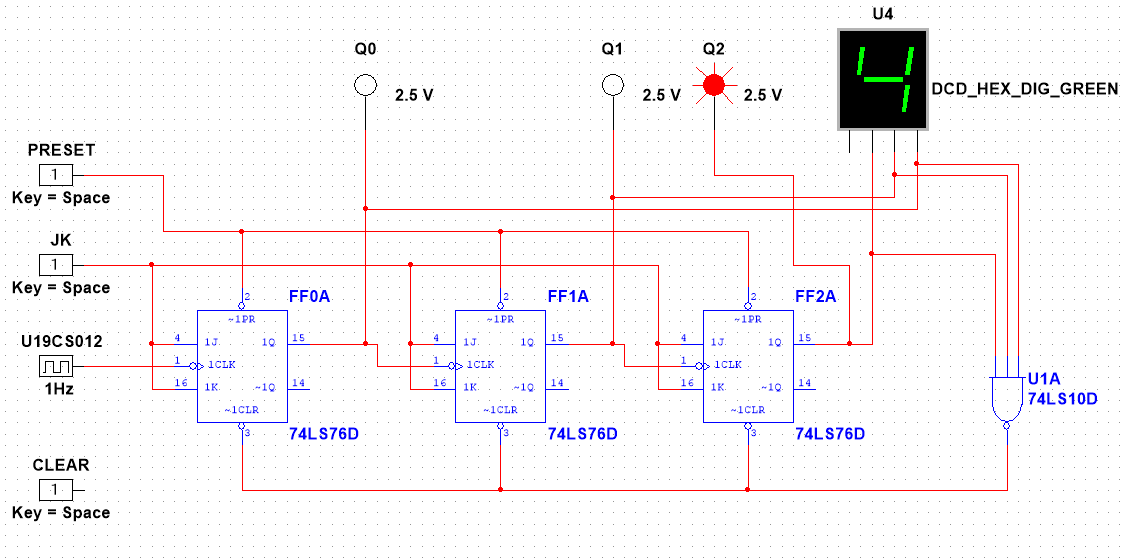 U4
Q0
Q1
Q2
2.5 V
2.5 V
2.5 V
4
DCD_HEX_DIG_GREEN
PRESET
1
Key = Space
JK
1
Key = Space
2
FF0A
2
FF1A
2
FF2A
~1PR
~1PR
~1PR
4
1J
1Q
15
4
1J
1Q
15
4
1J
1Q
15
U19CS012
1
1CLK
1
1CLK
1
1CLK
1Hz
16
1K
~1Q
14
16
1K
~1Q
14
16
1K
~1Q
14
U1A
74LS10D
~1CLR
~1CLR
~1CLR
3
74LS76D
3
74LS76D
3
74LS76D
CLEAR
1
Key = Space